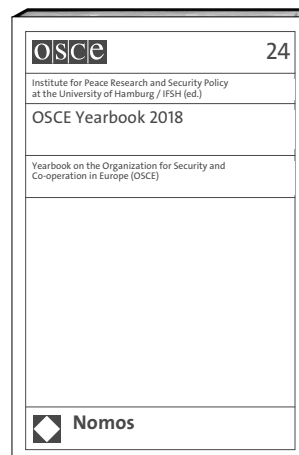 osce 24
Institute for Peace Research and Security Policy
at the University of Hamburg / IFSH (ed.)
OSCE Yearbook 2018
Yearbook on the Organization for Security and
Co-operation in Europe (OSCE)
Nomos